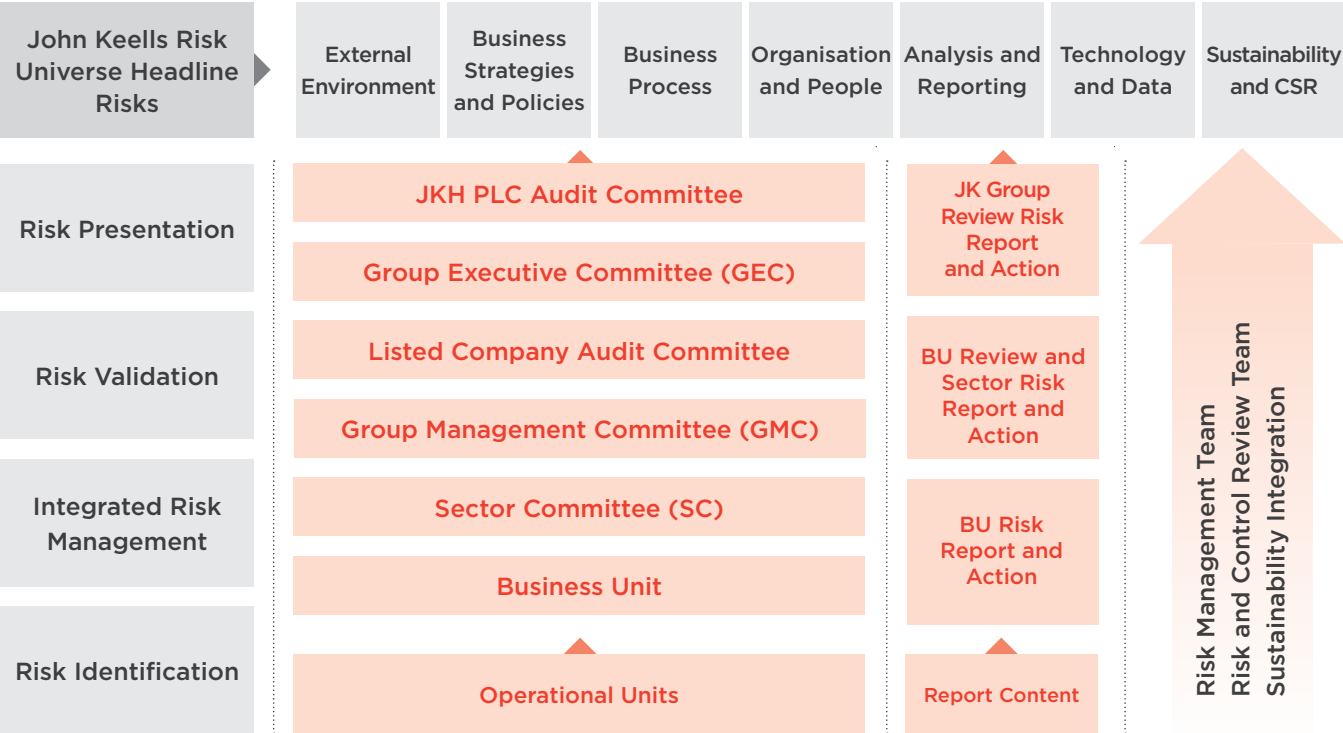 John Keells Risk
Universe Headline
Risks
External
Environment
Business
Strategies
and Policies
Business
Process
Organisation
and People
Analysis and
Reporting
Technology
and Data
Sustainability
and CSR
Risk Presentation
Risk Validation
Integrated Risk
Management
Risk Identification
JKH PLC Audit Committee
Group Executive Committee (GEC)
Listed Company Audit Committee
Group Management Committee (GMC)
Sector Committee (SC)
Business Unit
Operational Units
JK Group
Review Risk
Report
and Action
BU Review and
Sector Risk
Report and
Action
BU Risk
Report and
Action
Report Content
Risk Management Team
Risk and Control Review Team
Sustainability Integration